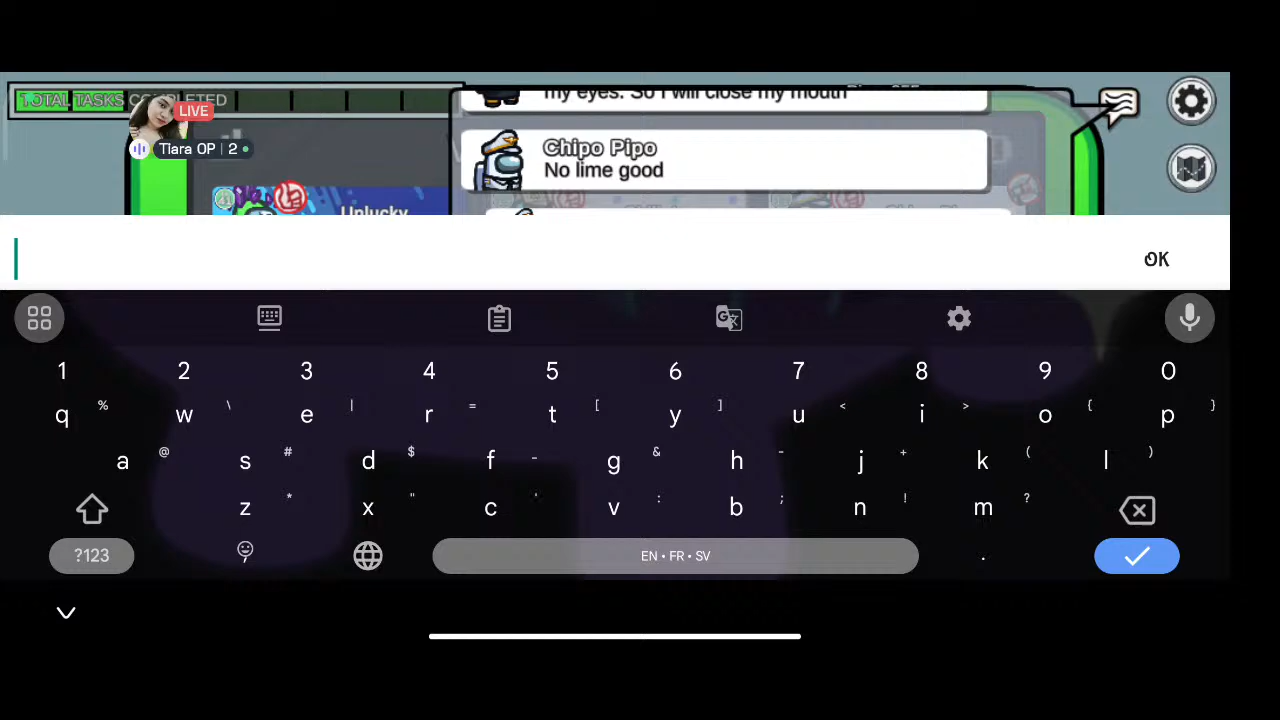 TOTAL TASKS COMPLETED
LIVE
Tiara OP | 2
my eyes. So I will close my mouth
Chipo Pipo
No lime good
Unlucky
OK
1 2 3 4 5 6 7 8 9 0
q % w \ e | r = t [ y ] u < i > o { p }
a @ s # d $ f - g & h - j + k ( l )
z * x " c ' v : b ; n ! m ?
?123 EN • FR • SV .